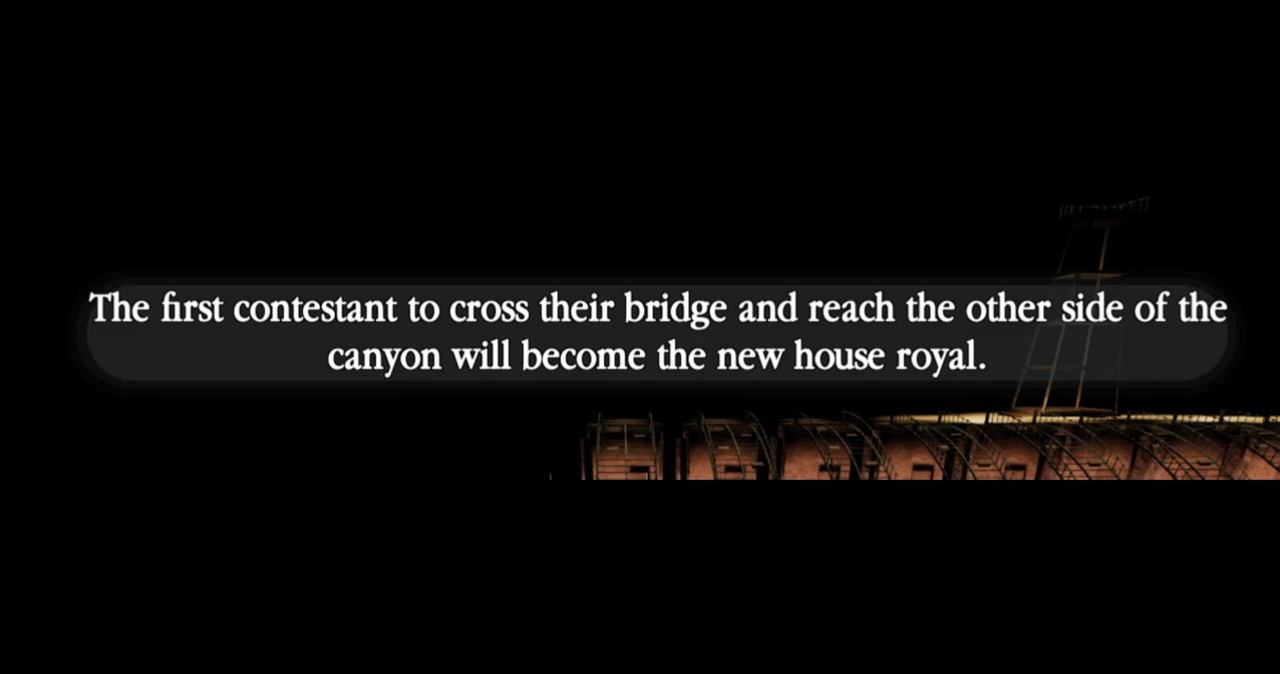 The first contestant to cross their bridge and reach the other side of the
canyon will become the new house royal.